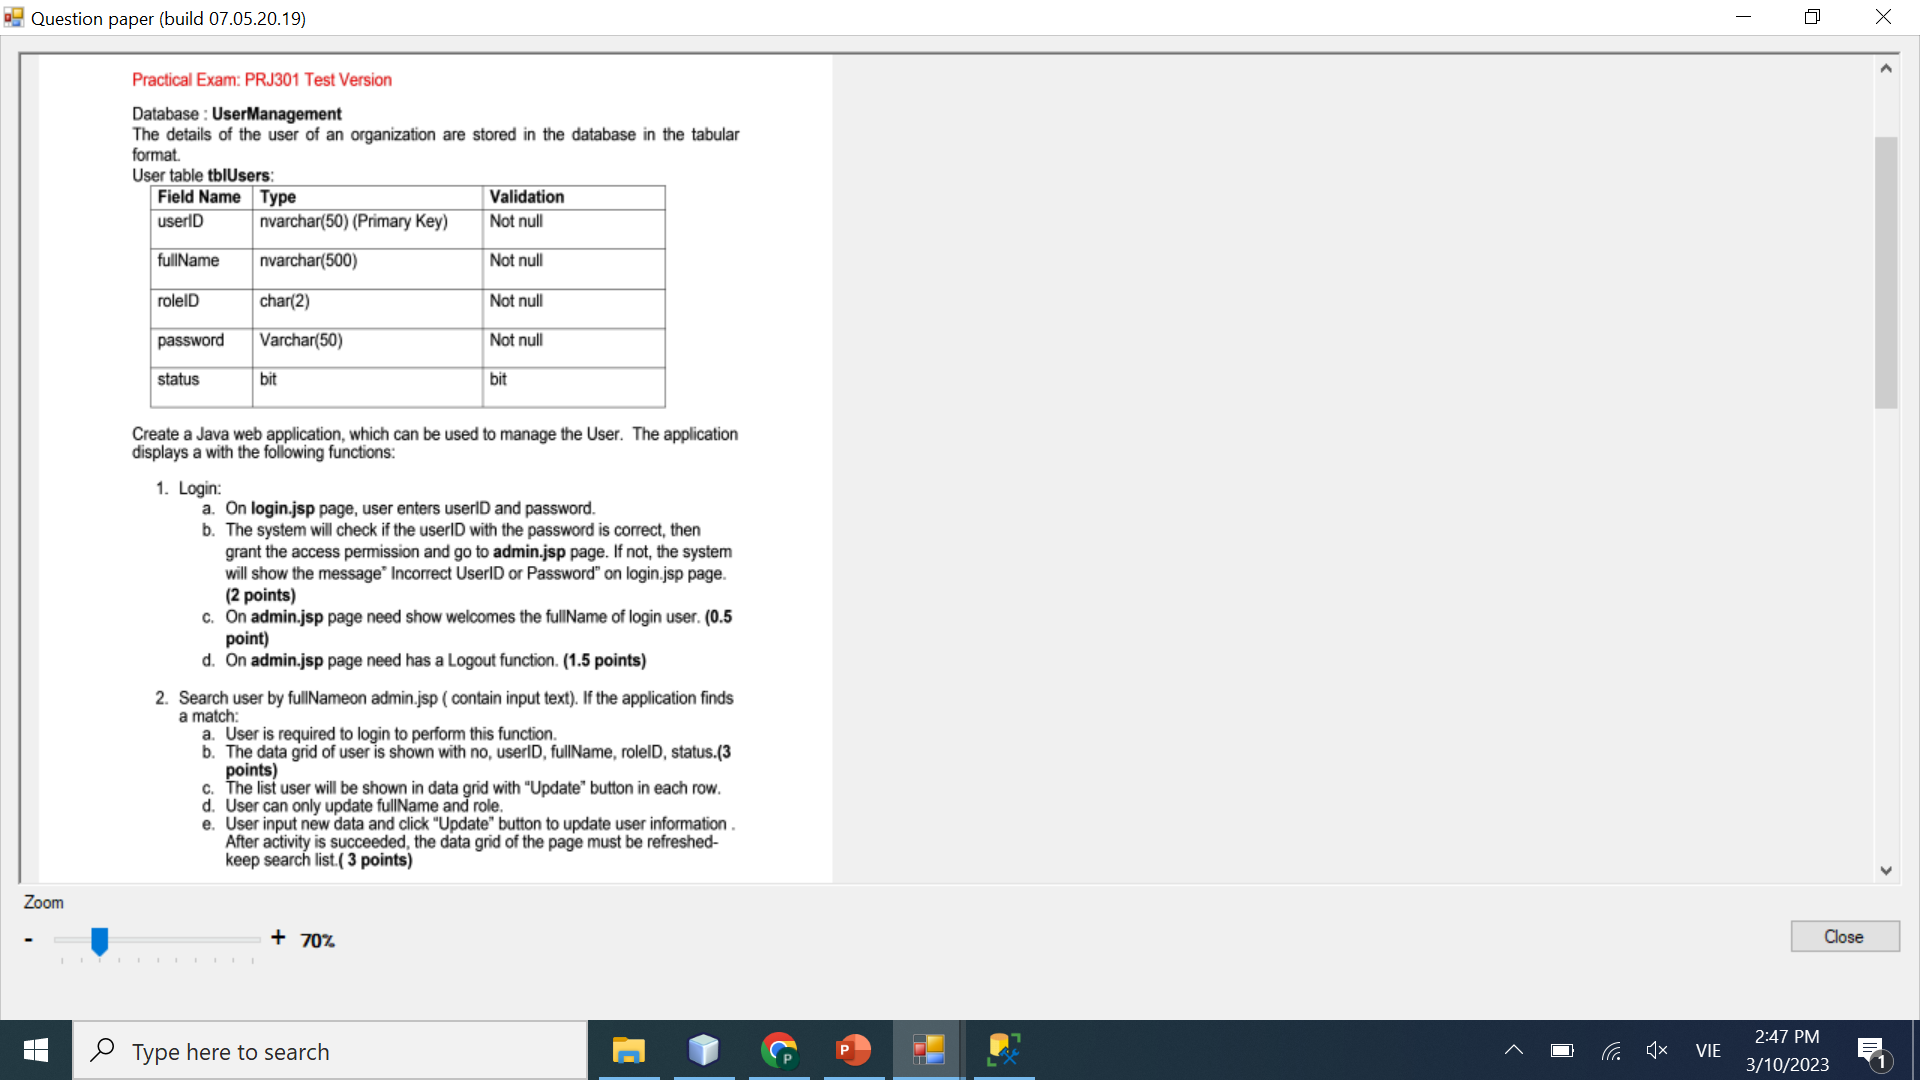 Question paper (build 07.05.20.19)
Practical Exam: PRJ301 Test Version
Database : UserManagement
The details of the user of an organization are stored in the database in the tabular
format.
User table tblUsers:
Field Name Type Validation
userID nvarchar(50) (Primary Key) Not null
fullName nvarchar(500) Not null
roleID char(2) Not null
password Varchar(50) Not null
status bit bit
Create a Java web application, which can be used to manage the User. The application
displays a with the following functions:
1. Login:
a. On login.jsp page, user enters userID and password.
b. The system will check if the userID with the password is correct, then
grant the access permission and go to admin.jsp page. If not, the system
will show the message” Incorrect UserID or Password” on login.jsp page.
(2 points)
c. On admin.jsp page need show welcomes the fullName of login user. (0.5
point)
d. On admin.jsp page need has a Logout function. (1.5 points)
2. Search user by fullNameon admin.jsp ( contain input text). If the application finds
a match:
a. User is required to login to perform this function.
b. The data grid of user is shown with no, userID, fullName, roleID, status.(3
points)
c. The list user will be shown in data grid with “Update” button in each row.
d. User can only update fullName and role.
e. User input new data and click “Update” button to update user information .
After activity is succeeded, the data grid of the page must be refreshed-
keep search list.( 3 points)
Zoom
- + 70%
Close
Type here to search
P
P
VIE
2:47 PM
3/10/2023
1